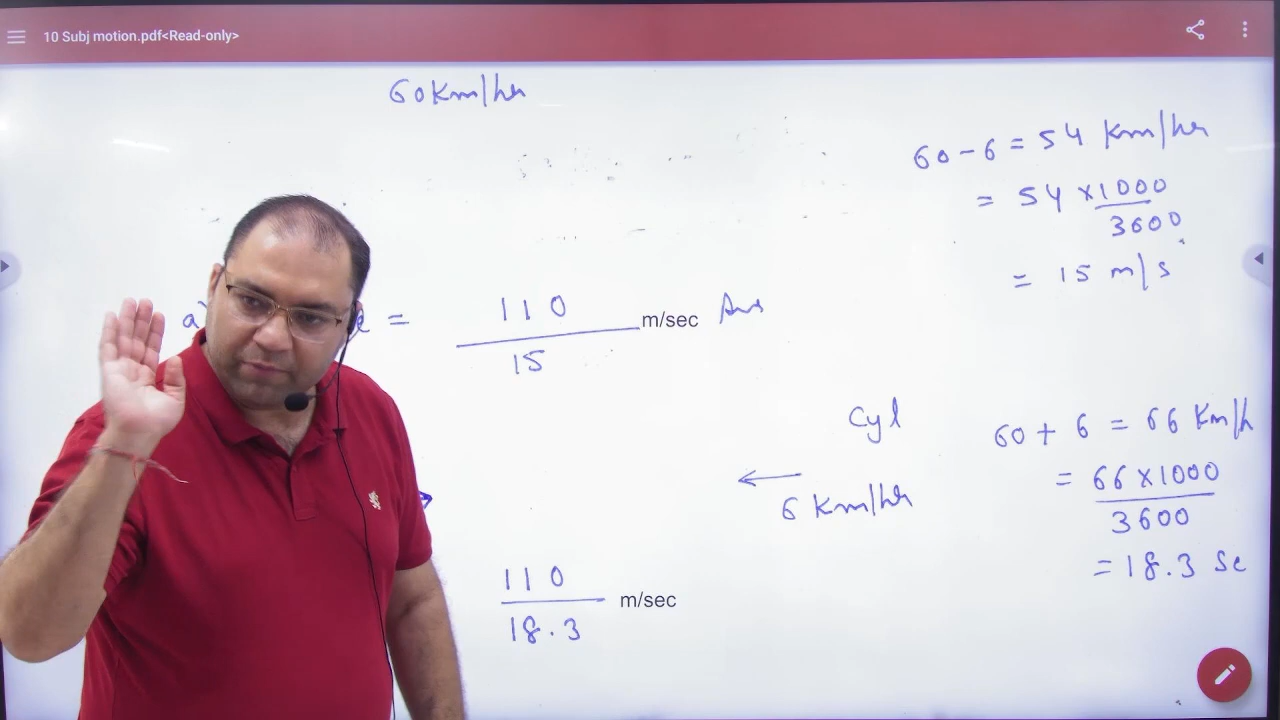 10 Subj motion.pdf<Read-only>
60 Km/hr
60 - 6 = 54 Km/hr
= 54 × 1000
3600
= 15 m/s
a) =
110
15
m/sec Ans
Cyl
6 Km/hr
60 + 6 = 66 Km/h
= 66 × 1000
3600
= 18.3 Se
110
18.3
m/sec